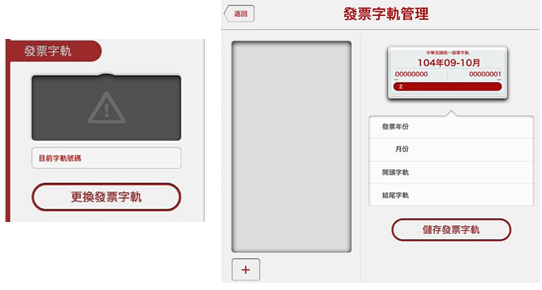 發票字軌
目前字軌號碼
更換發票字軌
返回
發票字軌管理
中華民國統一發票字軌
104年09-10月
00000000 00000001
2
發票年份
月份
開頭字軌
結尾字軌
+
儲存發票字軌